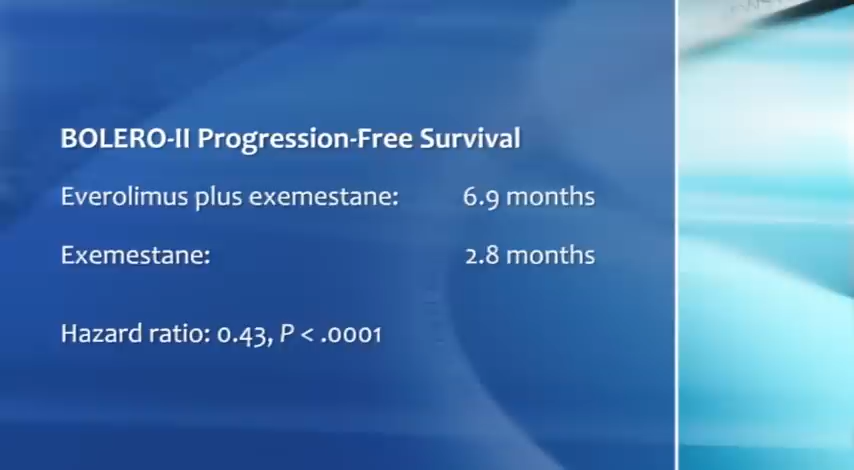 BOLERO-II Progression-Free Survival
Everolimus plus exemestane: 6.9 months
Exemestane: 2.8 months
Hazard ratio: 0.43, P < .0001